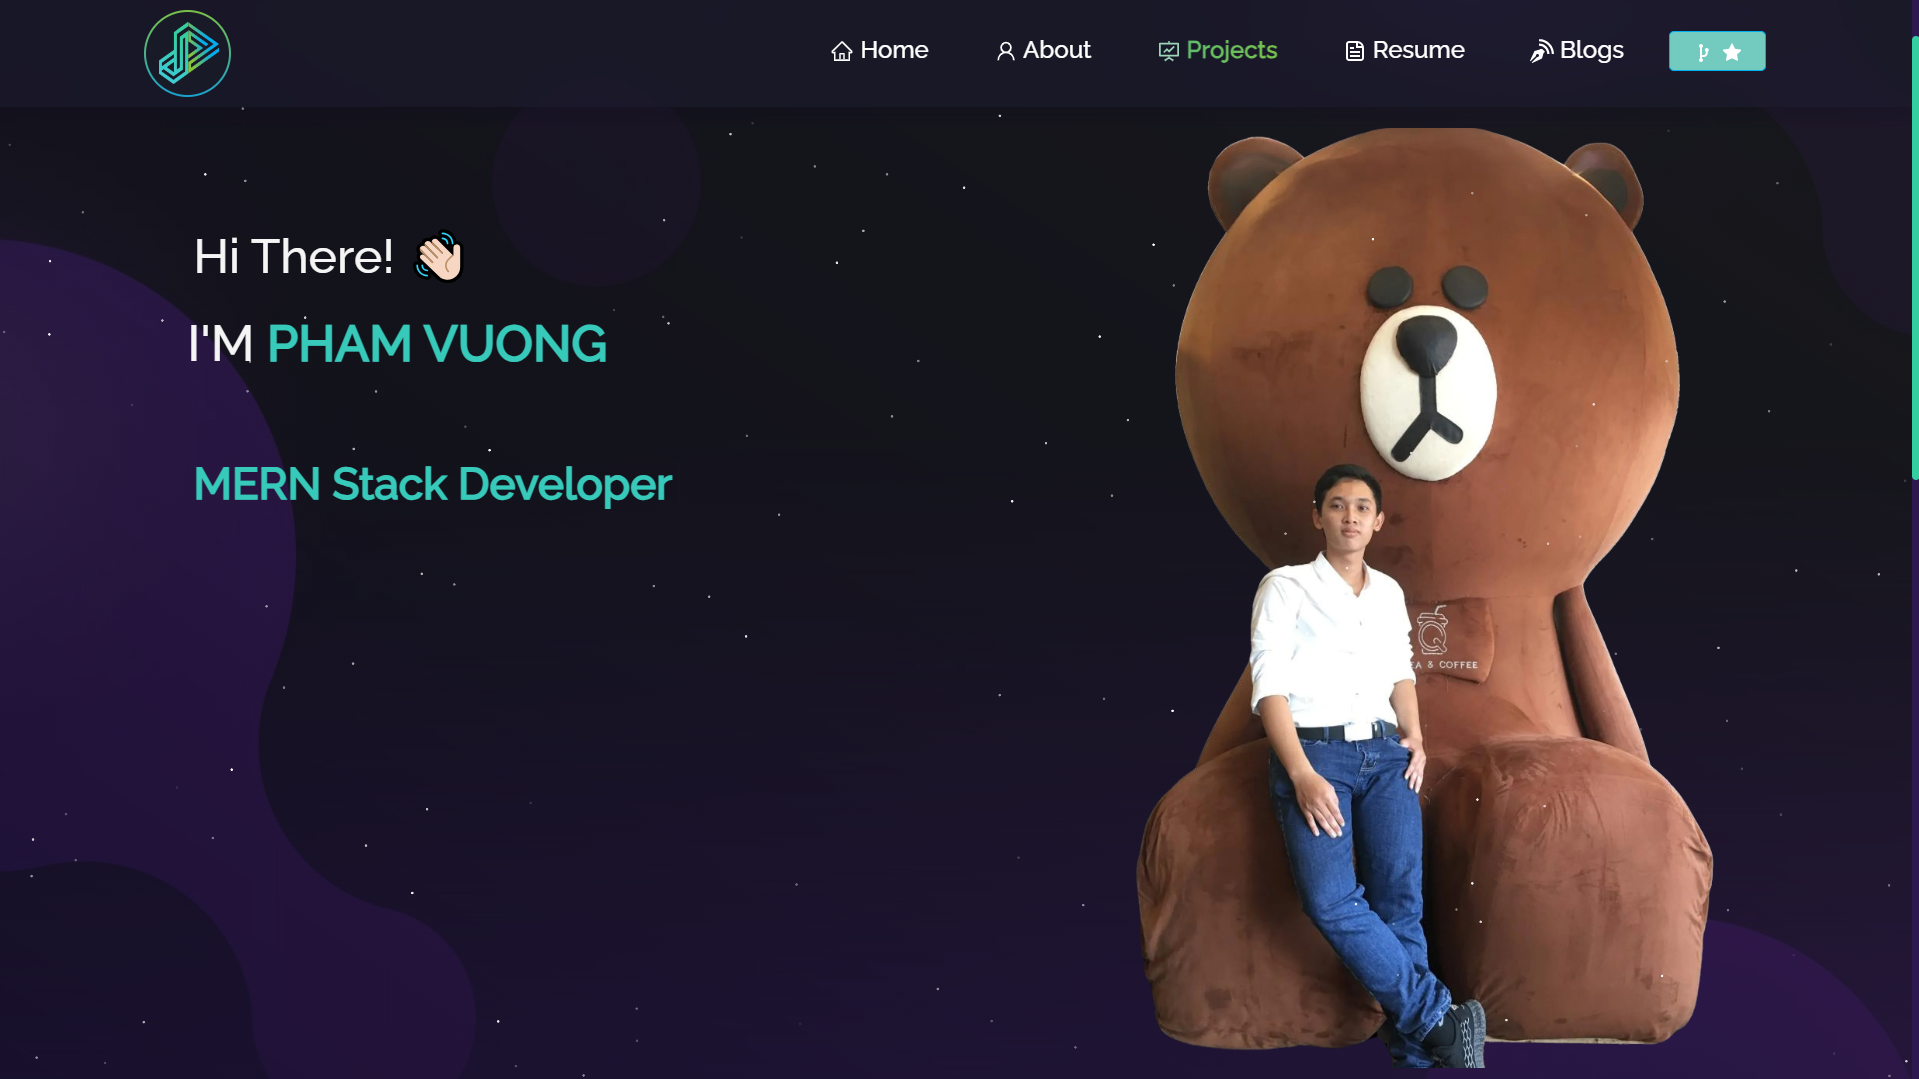 Home
About
Projects
Resume
Blogs
Hi There!
I'M PHAM VUONG
MERN Stack Developer
& COFFEE